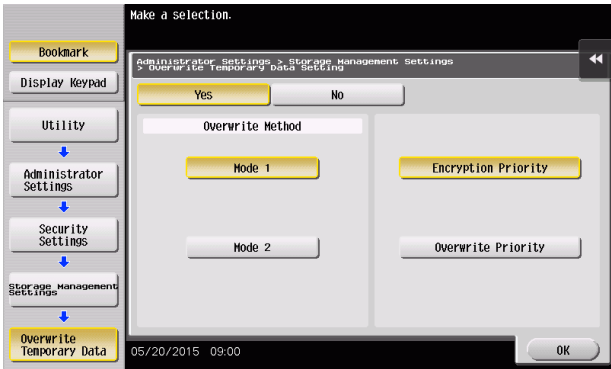 Make a selection.
Bookmark
Display Keypad
Utility
Administrator
Settings
Security
Settings
Storage Management
Settings
Overwrite
Temporary Data
Administrator Settings > Storage Management Settings
> Overwrite Temporary Data Setting
Yes
No
Overwrite Method
Mode 1
Mode 2
Encryption Priority
Overwrite Priority
05/20/2015 09:00
OK